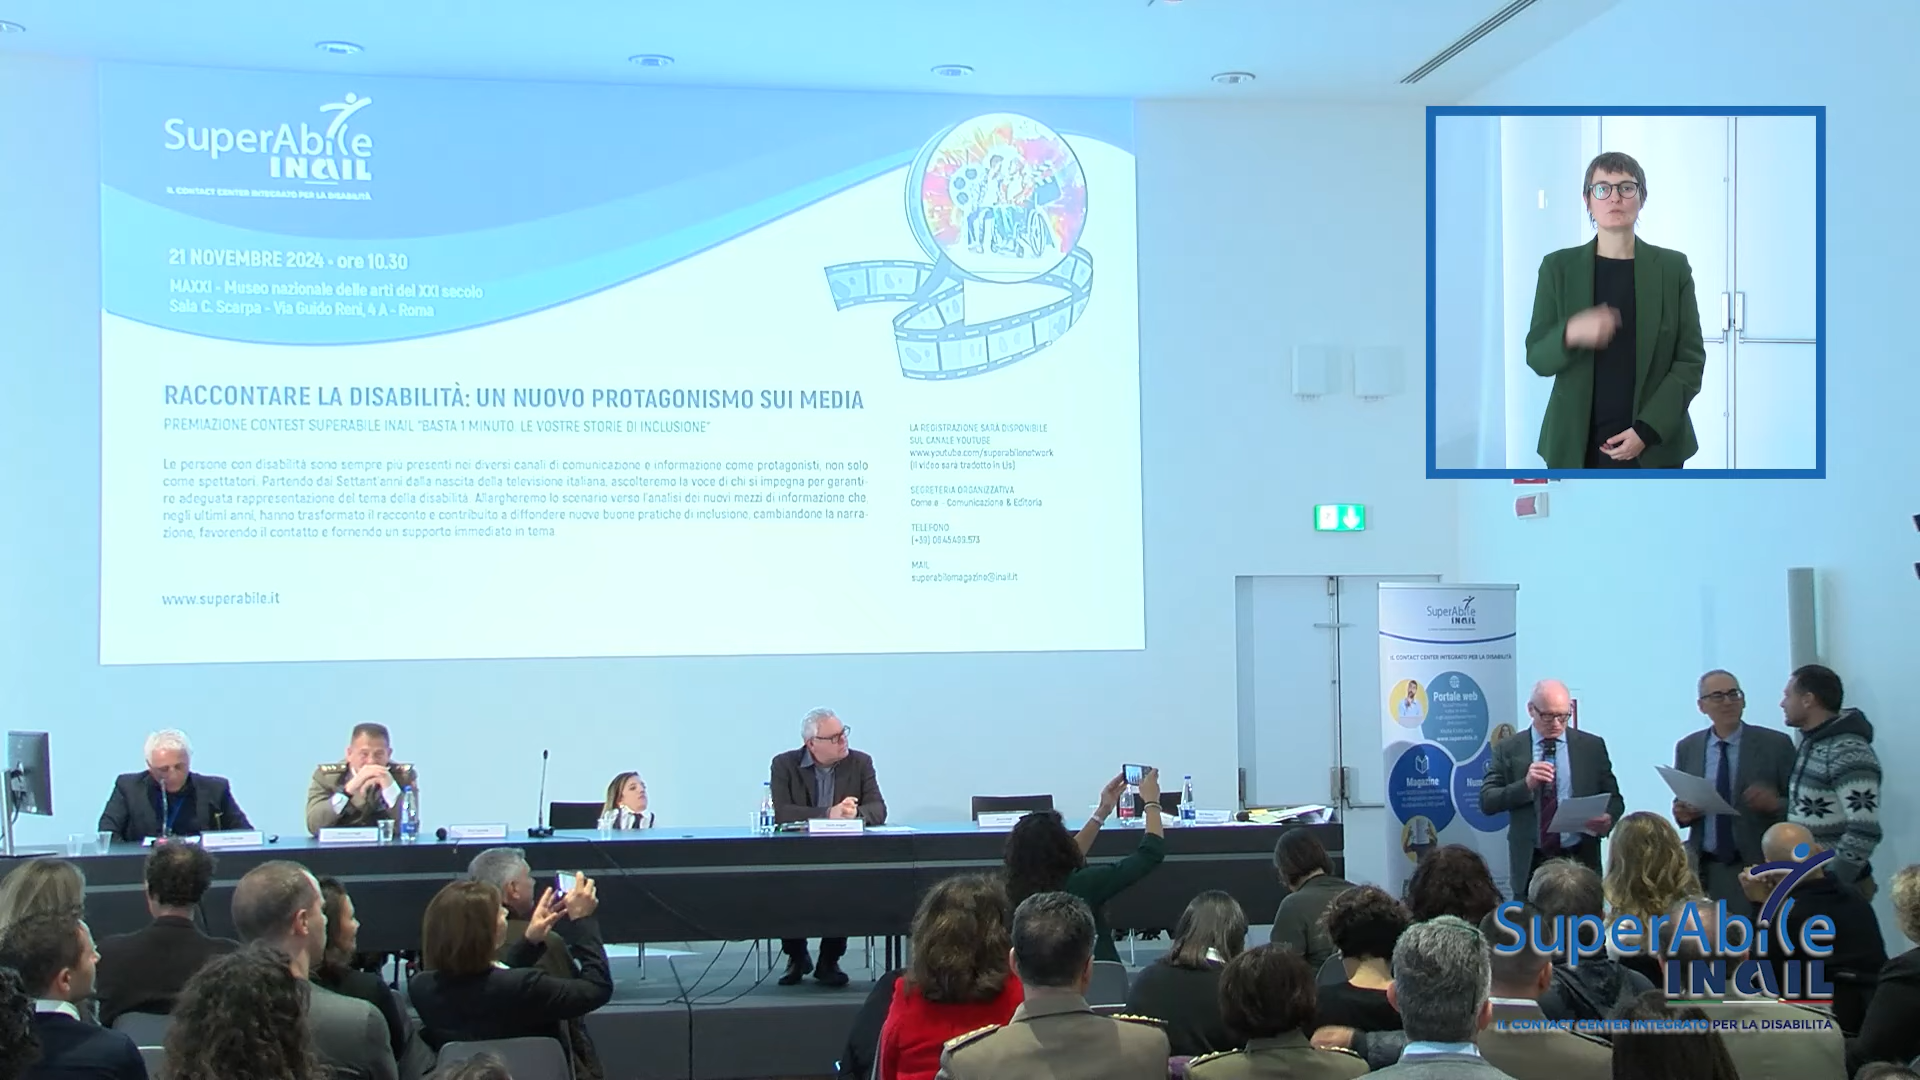 SuperAbile
INAIL
IL CONTACT CENTER INTEGRATO PER LA DISABILITÀ
21 NOVEMBRE 2024 • ore 10.30
MAXXI - Museo nazionale delle arti del XXI secolo
Sala C. Scarpa - Via Guido Reni, 4 A - Roma
RACCONTARE LA DISABILITÀ: UN NUOVO PROTAGONISMO SUI MEDIA
PREMIAZIONE CONTEST SUPERABILE INAIL "BASTA 1 MINUTO. LE VOSTRE STORIE DI INCLUSIONE"
Le persone con disabilità sono sempre più presenti nei diversi canali di comunicazione e informazione come protagonisti, non solo
come spettatori. Partendo dai Settant'anni dalla nascita della televisione italiana, ascolteremo la voce di chi si impegna per garanti-
re adeguata rappresentazione del tema della disabilità. Allargheremo lo scenario verso l'analisi dei nuovi mezzi di informazione che,
negli ultimi anni, hanno trasformato il racconto e contribuito a diffondere nuove buone pratiche di inclusione, cambiandone la narra-
zione, favorendo il contatto e fornendo un supporto immediato in tema.
www.superabile.it
LA REGISTRAZIONE SARÀ DISPONIBILE
SUL CANALE YOUTUBE
www.youtube.com/superabilenetwork
(Il video sarà tradotto in Lis)
SEGRETERIA ORGANIZZATIVA
Come e - Comunicazione & Editoria
TELEFONO
MAIL
superabilemagazine@inail.it
SuperAbile
INAIL
IL CONTACT CENTER INTEGRATO PER LA DISABILITÀ
Portale web
Magazine
SuperAbile
INAIL
IL CONTACT CENTER INTEGRATO PER LA DISABILITÀ